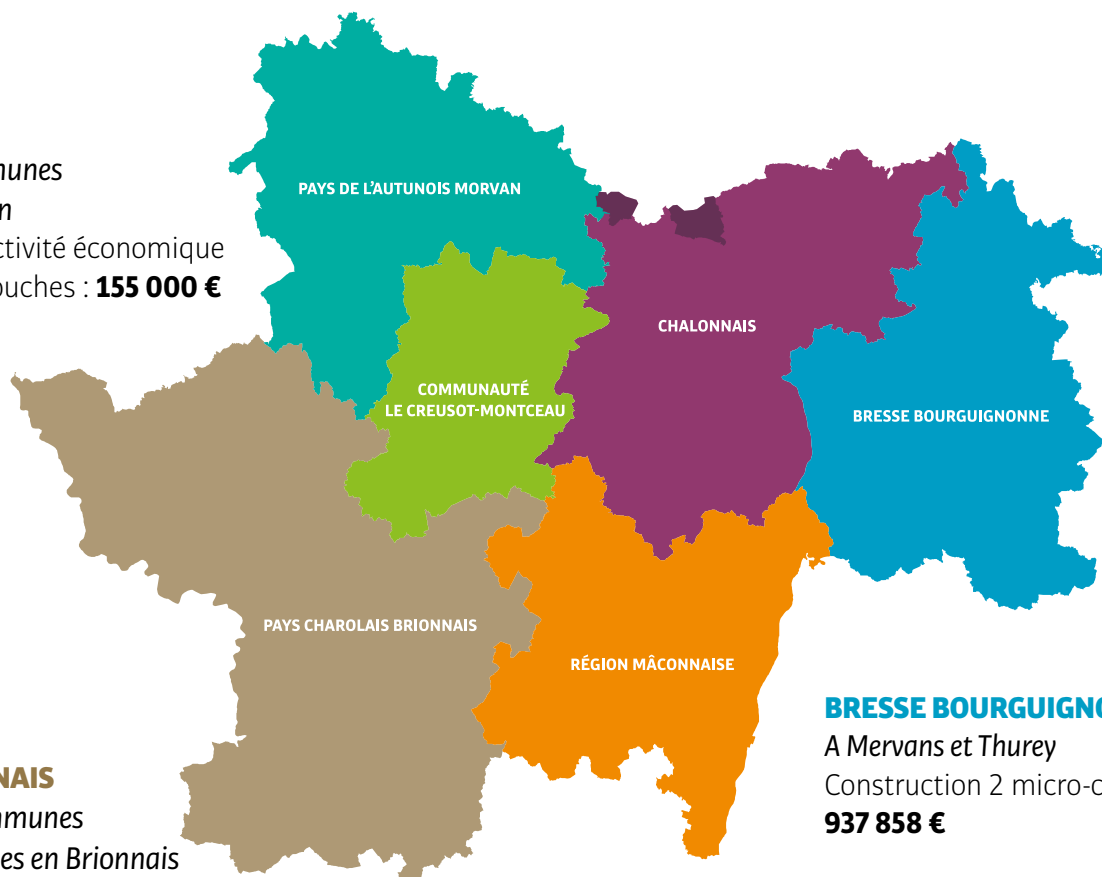 munes
n
ctivité économique
ouches : 155 000 €
PAYS DE L'AUTUNOIS MORVAN
CHALONNAIS
COMMUNAUTÉ
LE CREUSOT-MONTCEAU
BRESSE BOURGUIGNONNE
PAYS CHAROLAIS BRIONNAIS
RÉGION MÂCONNAISE
NAIS
mmunes
es en Brionnais
BRESSE BOURGUIGNO
A Mervans et Thurey
Construction 2 micro-c
937 858 €